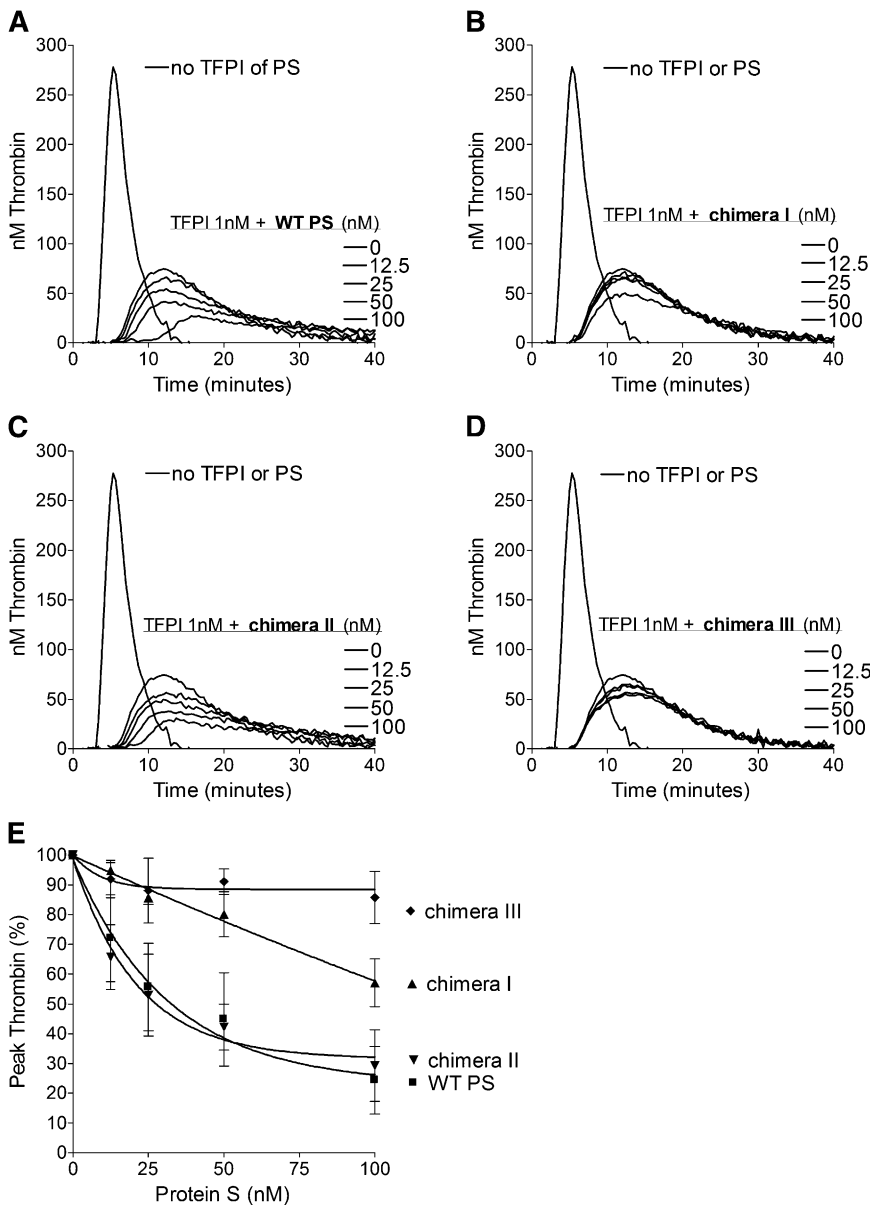 A
300
250
200
150
100
50
0
nM Thrombin
no TFPI of PS
TFPI 1nM + WT PS (nM)
0
12.5
25
50
100
0 10 20 30 40
Time (minutes)
B
300
250
200
150
100
50
0
nM Thrombin
no TFPI or PS
TFPI 1nM + chimera I (nM)
0
12.5
25
50
100
0 10 20 30 40
Time (minutes)
C
300
250
200
150
100
50
0
nM Thrombin
no TFPI or PS
TFPI 1nM + chimera II (nM)
0
12.5
25
50
100
0 10 20 30 40
Time (minutes)
D
300
250
200
150
100
50
0
nM Thrombin
no TFPI or PS
TFPI 1nM + chimera III (nM)
0
12.5
25
50
100
0 10 20 30 40
Time (minutes)
E
100
90
80
70
60
50
40
30
20
10
0
Peak Thrombin (%)
chimera III
chimera I
chimera II
WT PS
0 25 50 75 100
Protein S (nM)